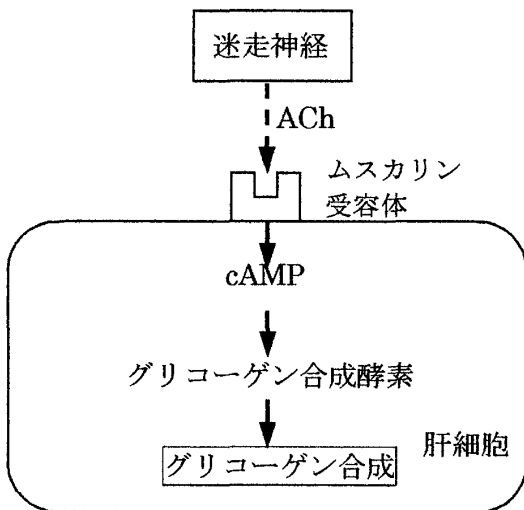 迷走神経
ACh
ムスカリン
受容体
cAMP
グリコーゲン合成酵素
グリコーゲン合成
肝細胞